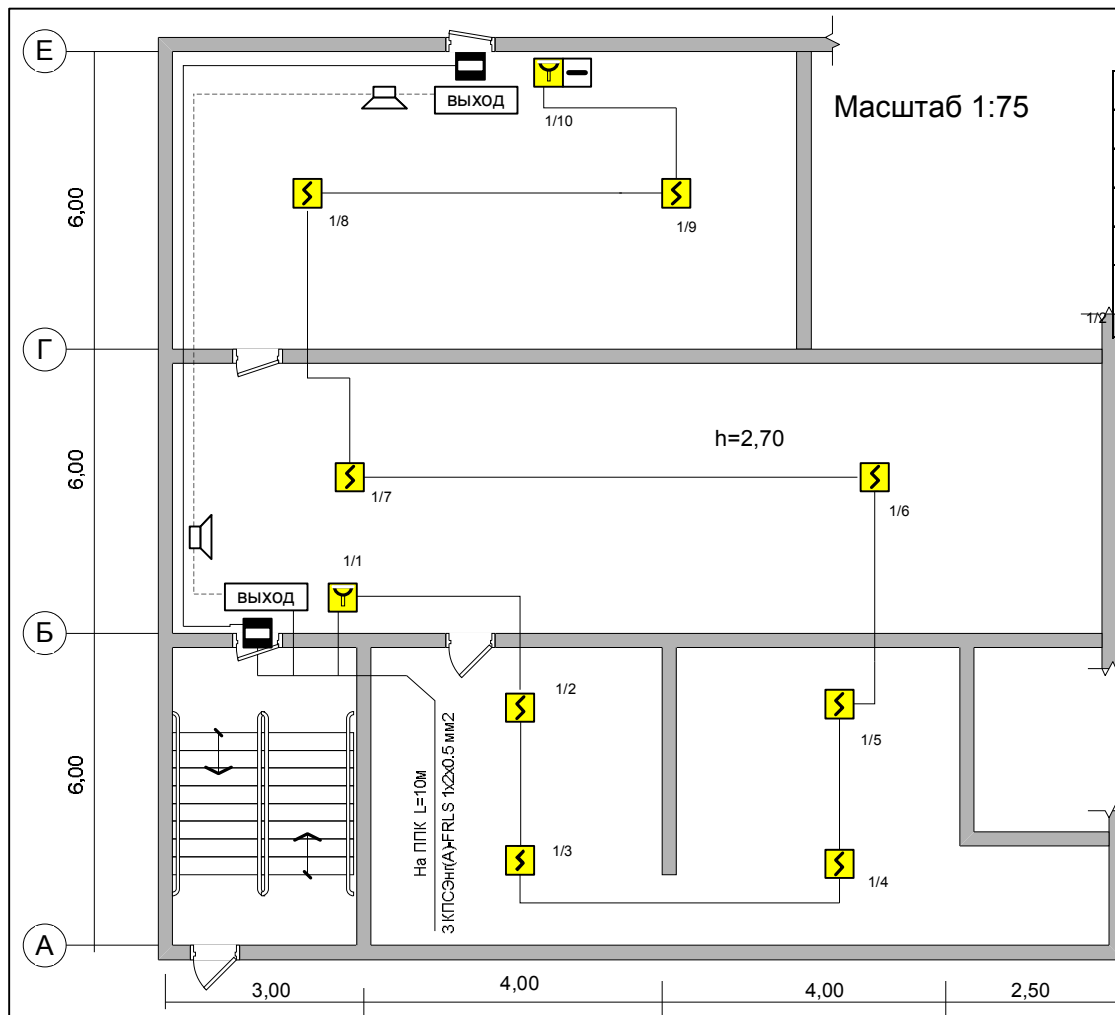 Е
выход
1/10
Масштаб 1:75
6,00
1/8
1/9
1/2
Г
h=2,70
6,00
1/7
1/6
1/1
выход
Б
1/2
1/5
6,00
На ППК L=10м
3 КПСЭнг(А)-FRLS 1х2х0.5 мм2
1/3
1/4
А
3,00
4,00
4,00
2,50